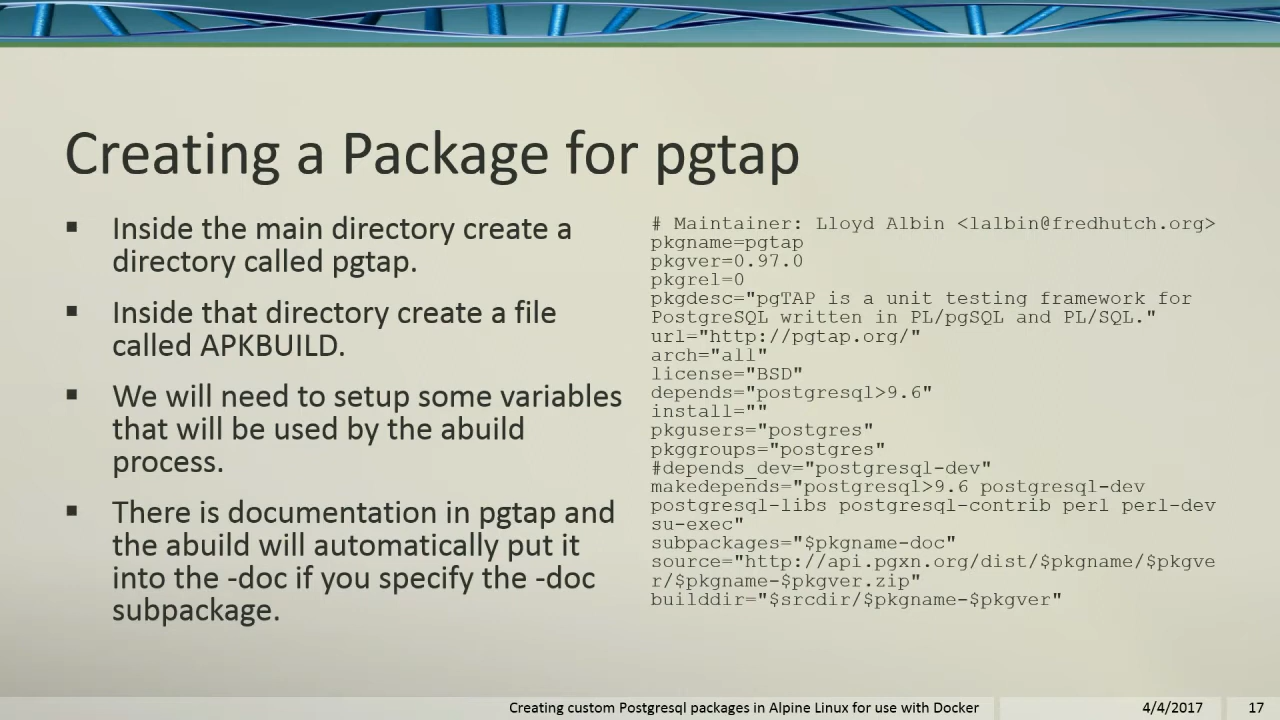 Creating a Package for pgtap
▪ Inside the main directory create a
directory called pgtap.
▪ Inside that directory create a file
called APKBUILD.
▪ We will need to setup some variables
that will be used by the abuild
process.
▪ There is documentation in pgtap and
the abuild will automatically put it
into the -doc if you specify the -doc
subpackage.
# Maintainer: Lloyd Albin <lalbin@fredhutch.org>
pkgname=pgtap
pkgver=0.97.0
pkgrel=0
pkgdesc="pgTAP is a unit testing framework for
PostgreSQL written in PL/pgSQL and PL/SQL."
url="http://pgtap.org/"
arch="all"
license="BSD"
depends="postgresql>9.6"
install=""
pkgusers="postgres"
pkggroups="postgres"
#depends_dev="postgresql-dev"
makedepends="postgresql>9.6 postgresql-dev
postgresql-libs postgresql-contrib perl perl-dev
su-exec"
subpackages="$pkgname-doc"
source="http://api.pgxn.org/dist/$pkgname/$pkgve
r/$pkgname-$pkgver.zip"
builddir="$srcdir/$pkgname-$pkgver"
Creating custom Postgresql packages in Alpine Linux for use with Docker
4/4/2017
17